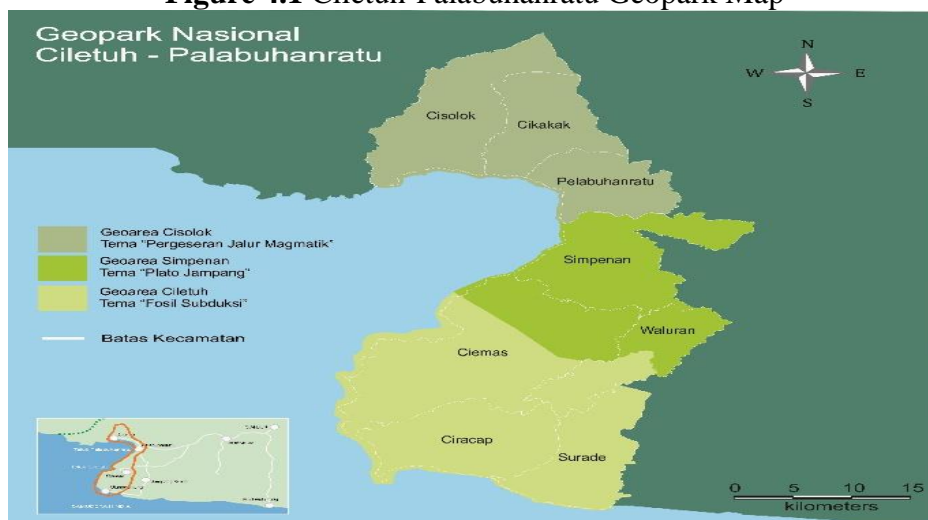 Figure 4.1 Ciletuh-Palabuhanratu Geopark Map
Geopark Nasional
Ciletuh - Palabuhanratu
N
W
E
S
Cisolok
Cikakak
Pelabuhanratu
Geoarea Cisolok
Tema "Pergeseran Jalur Magmatik"
Geoarea Simpenan
Tema "Plato Jampang"
Geoarea Ciletuh
Tema "Fosil Subduksi"
Batas Kecamatan
Simpenan
Waluran
Ciemas
Ciracap
Surade
0 5 10 15
kilometers